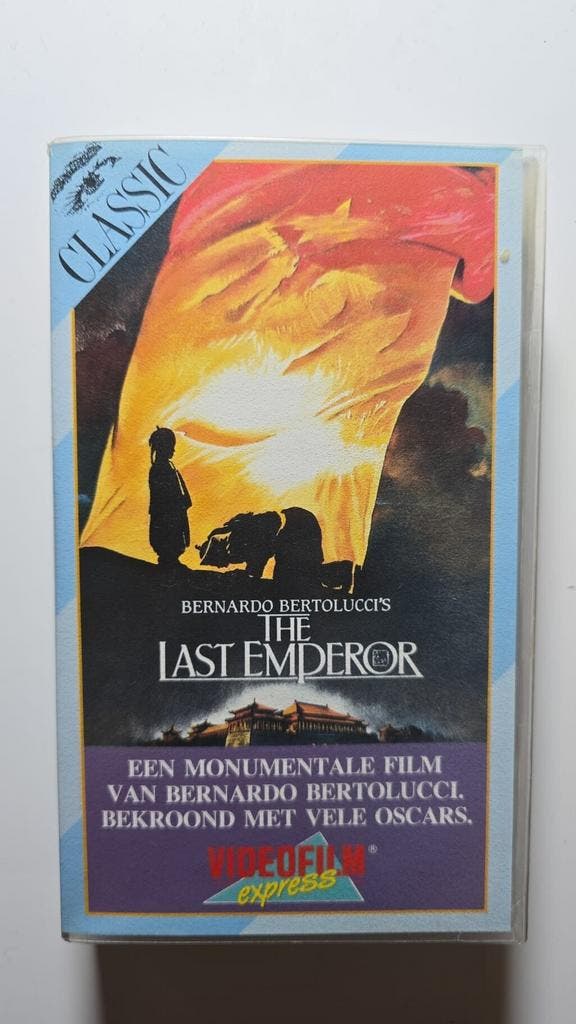 CLASSIC
BERNARDO BERTOLUCCI'S
THE
LAST EMPEROR
EEN MONUMENTALE FILM
VAN BERNARDO BERTOLUCCI.
BEKROOND MET VELE OSCARS.
VIDEOFILM®
express